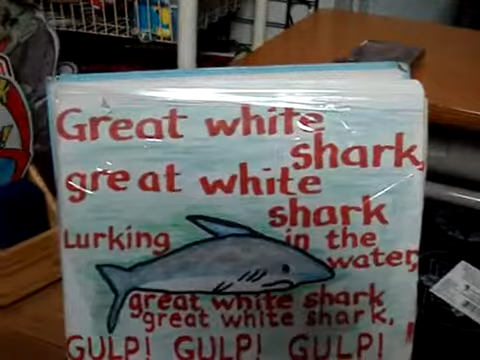 Great white
shark,
great white
shark
Lurking in the
water,
great white shark
great white shark,
GULP! GULP! GULP!